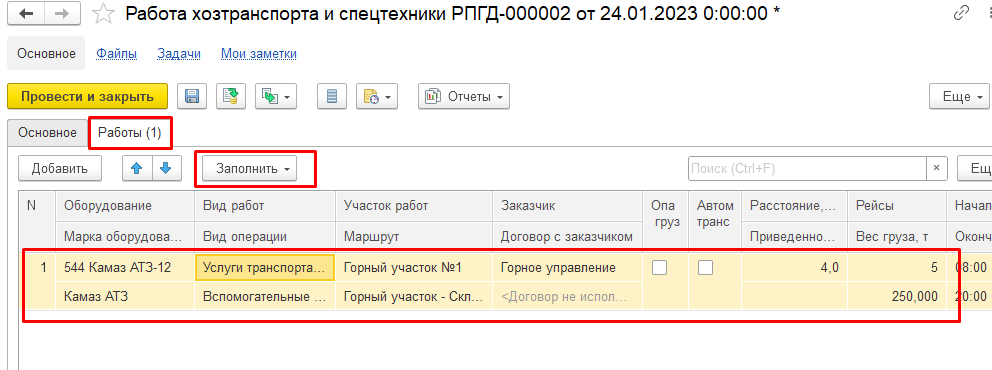 Работа хозтранспорта и спецтехники РПГД-000002 от 24.01.2023 0:00:00 *
Основное Файлы Задачи Мои заметки
Провести и закрыть Отчеты Еще
Основное Работы (1)
Добавить Заполнить Поиск (Ctrl+F) × Ещ
N Оборудование Вид работ Участок работ Заказчик Опа груз Автом транс Расстояние,... Рейсы Начал
Марка оборудова... Вид операции Маршрут Договор с заказчиком Приведенно... Вес груза, т Оконч
1 544 Камаз АТЗ-12 Услуги транспорта... Горный участок №1 Горное управление 4,0 5 08:00
Камаз АТЗ Вспомогательные ... Горный участок - Скл... <Договор не испол... 250,000 20:00